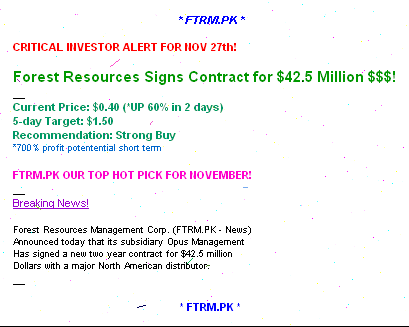 * FTRM.PK *
CRITICAL INVESTOR ALERT FOR NOV 27th!
Forest Resources Signs Contract for $42.5 Million $$$!
Current Price: $0.40 (*UP 60% in 2 days)
5-day Target: $1.50
Recommendation: Strong Buy
*700% profit potentential short term
FTRM.PK OUR TOP HOT PICK FOR NOVEMBER!
Breaking News!
Forest Resources Management Corp. (FTRM.PK - News)
Announced today that its subsidiary Opus Management
Has signed a new two year contract for $42.5 million
Dollars with a major North American distributor.
* FTRM.PK *